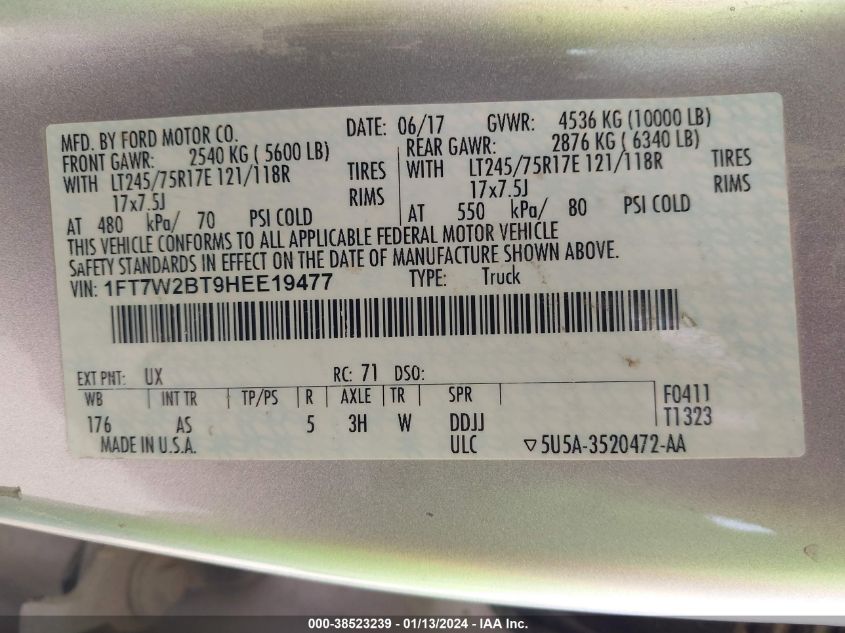 MFD. BY FORD MOTOR CO.
DATE: 06/17 GVWR: 4536 KG (10000 LB)
FRONT GAWR: 2540 KG ( 5600 LB)
REAR GAWR: 2876 KG ( 6340 LB)
WITH LT245/75R17E 121/118R TIRES
WITH LT245/75R17E 121/118R TIRES
17x7.5J RIMS
17x7.5J RIMS
AT 480 kPa/ 70 PSI COLD
AT 550 kPa/ 80 PSI COLD
THIS VEHICLE CONFORMS TO ALL APPLICABLE FEDERAL MOTOR VEHICLE
SAFETY STANDARDS IN EFFECT ON THE DATE OF MANUFACTURE SHOWN ABOVE.
VIN: 1FT7W2BT9HEE19477 TYPE: Truck
EXT PNT: UX RC: 71 DSO:
WB INT TR TP/PS R AXLE TR SPR F0411
176 AS 5 3H W DDJJ T1323
MADE IN U.S.A. ULC ▽5U5A-3520472-AA
000-38523239 - 01/13/2024 - IAA Inc.